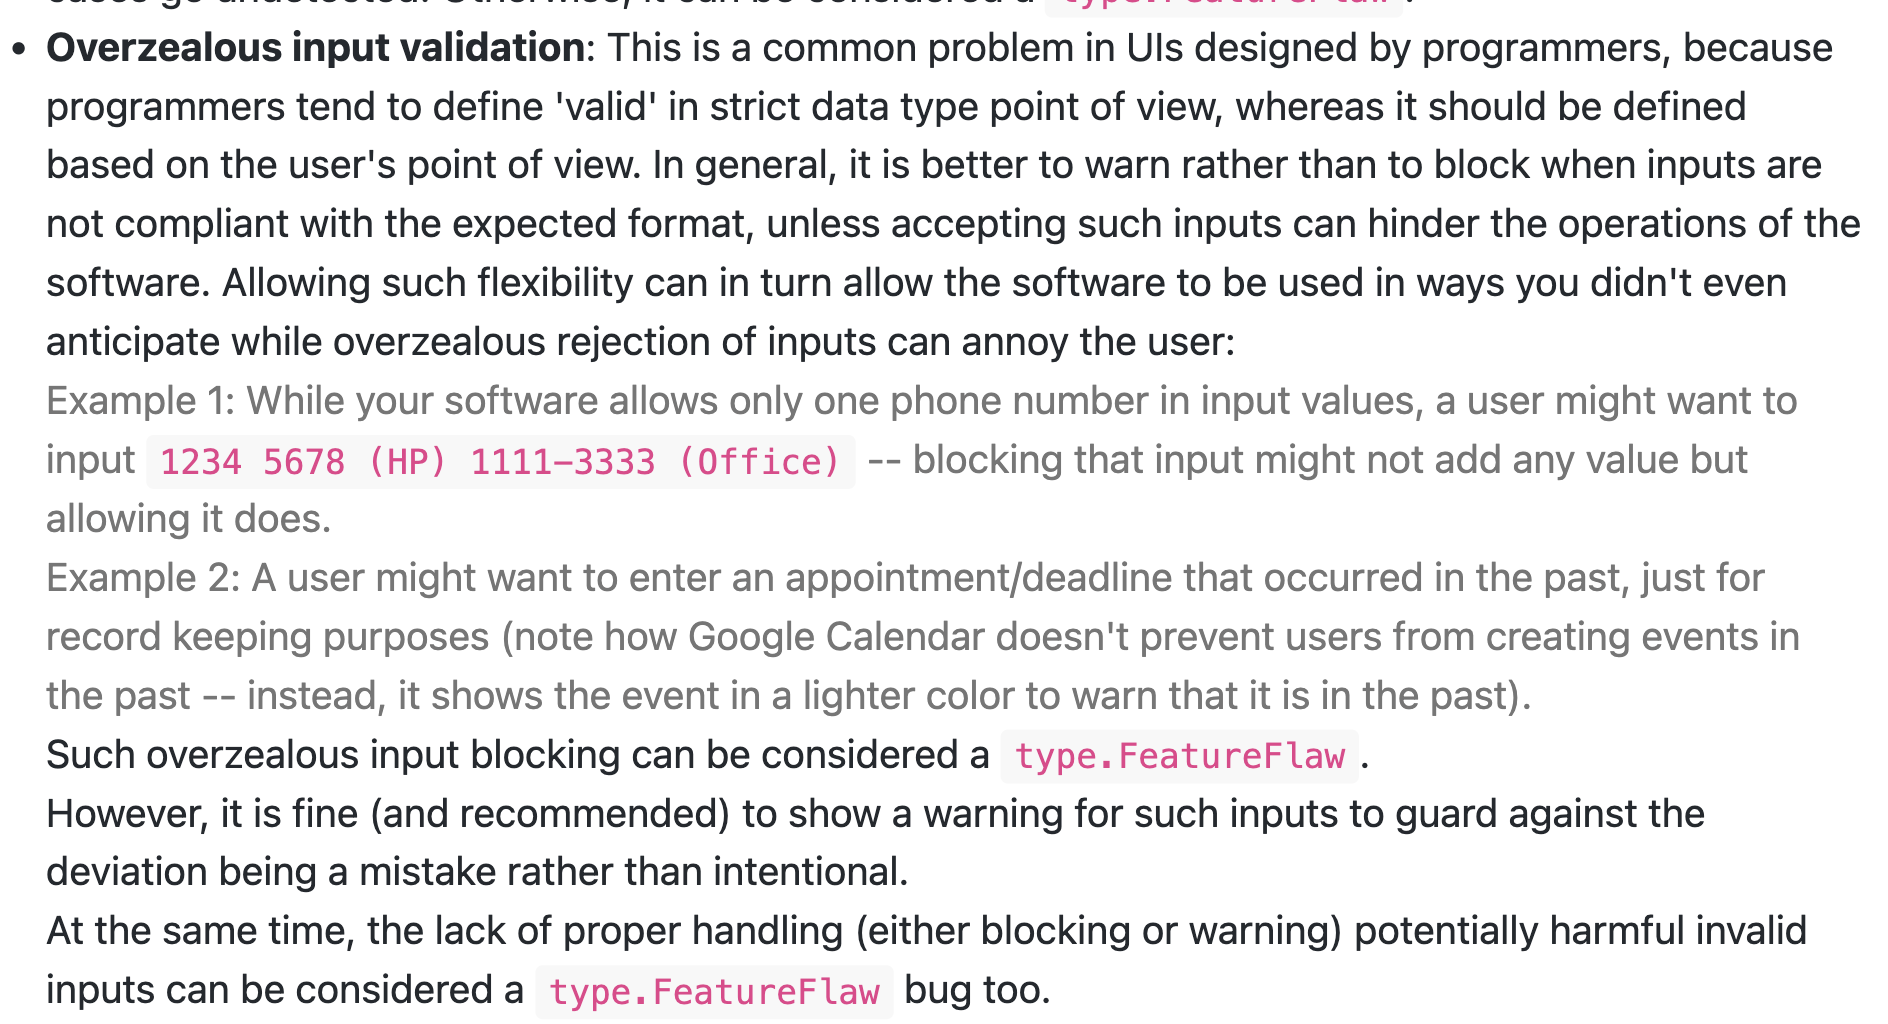 cases go undetected. Otherwise, it can be considered a type.FeatureFlaw.
• Overzealous input validation: This is a common problem in UIs designed by programmers, because
programmers tend to define 'valid' in strict data type point of view, whereas it should be defined
based on the user's point of view. In general, it is better to warn rather than to block when inputs are
not compliant with the expected format, unless accepting such inputs can hinder the operations of the
software. Allowing such flexibility can in turn allow the software to be used in ways you didn't even
anticipate while overzealous rejection of inputs can annoy the user:
Example 1: While your software allows only one phone number in input values, a user might want to
input 1234 5678 (HP) 1111-3333 (Office) -- blocking that input might not add any value but
allowing it does.
Example 2: A user might want to enter an appointment/deadline that occurred in the past, just for
record keeping purposes (note how Google Calendar doesn't prevent users from creating events in
the past -- instead, it shows the event in a lighter color to warn that it is in the past).
Such overzealous input blocking can be considered a type.FeatureFlaw.
However, it is fine (and recommended) to show a warning for such inputs to guard against the
deviation being a mistake rather than intentional.
At the same time, the lack of proper handling (either blocking or warning) potentially harmful invalid
inputs can be considered a type.FeatureFlaw bug too.